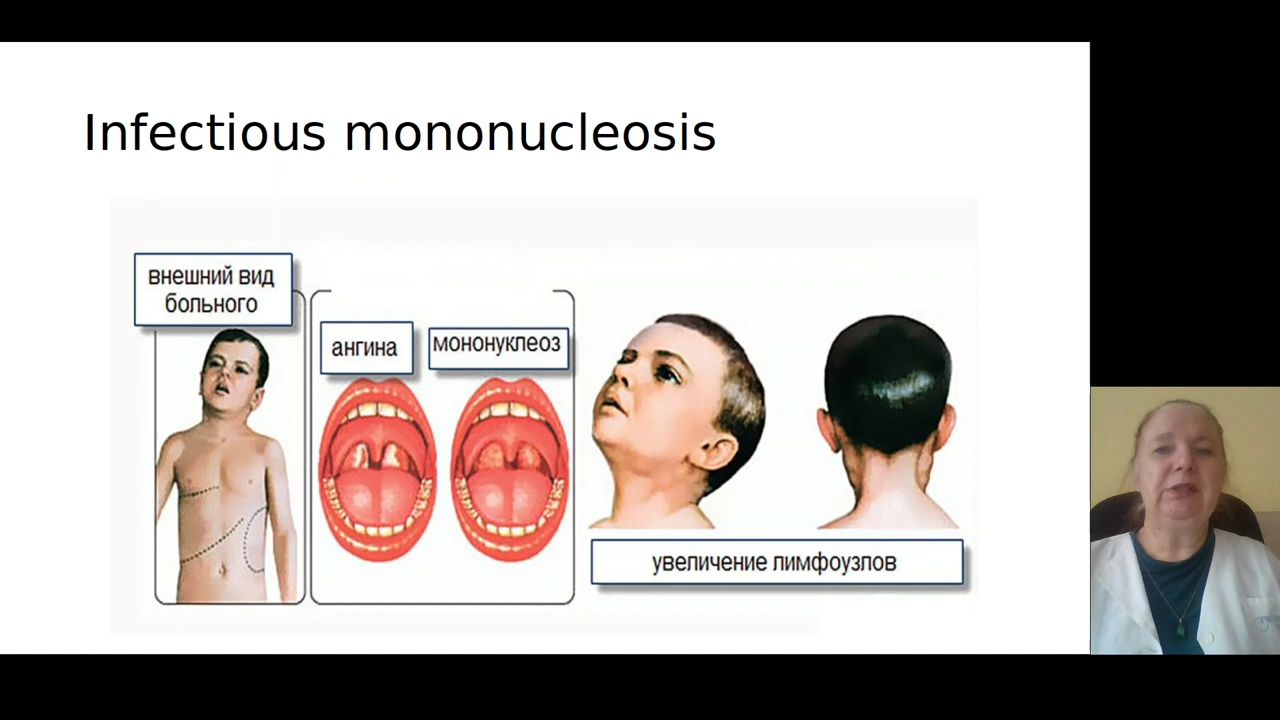 Infectious mononucleosis
внешний вид
больного
ангина
мононуклеоз
увеличение лимфоузлов